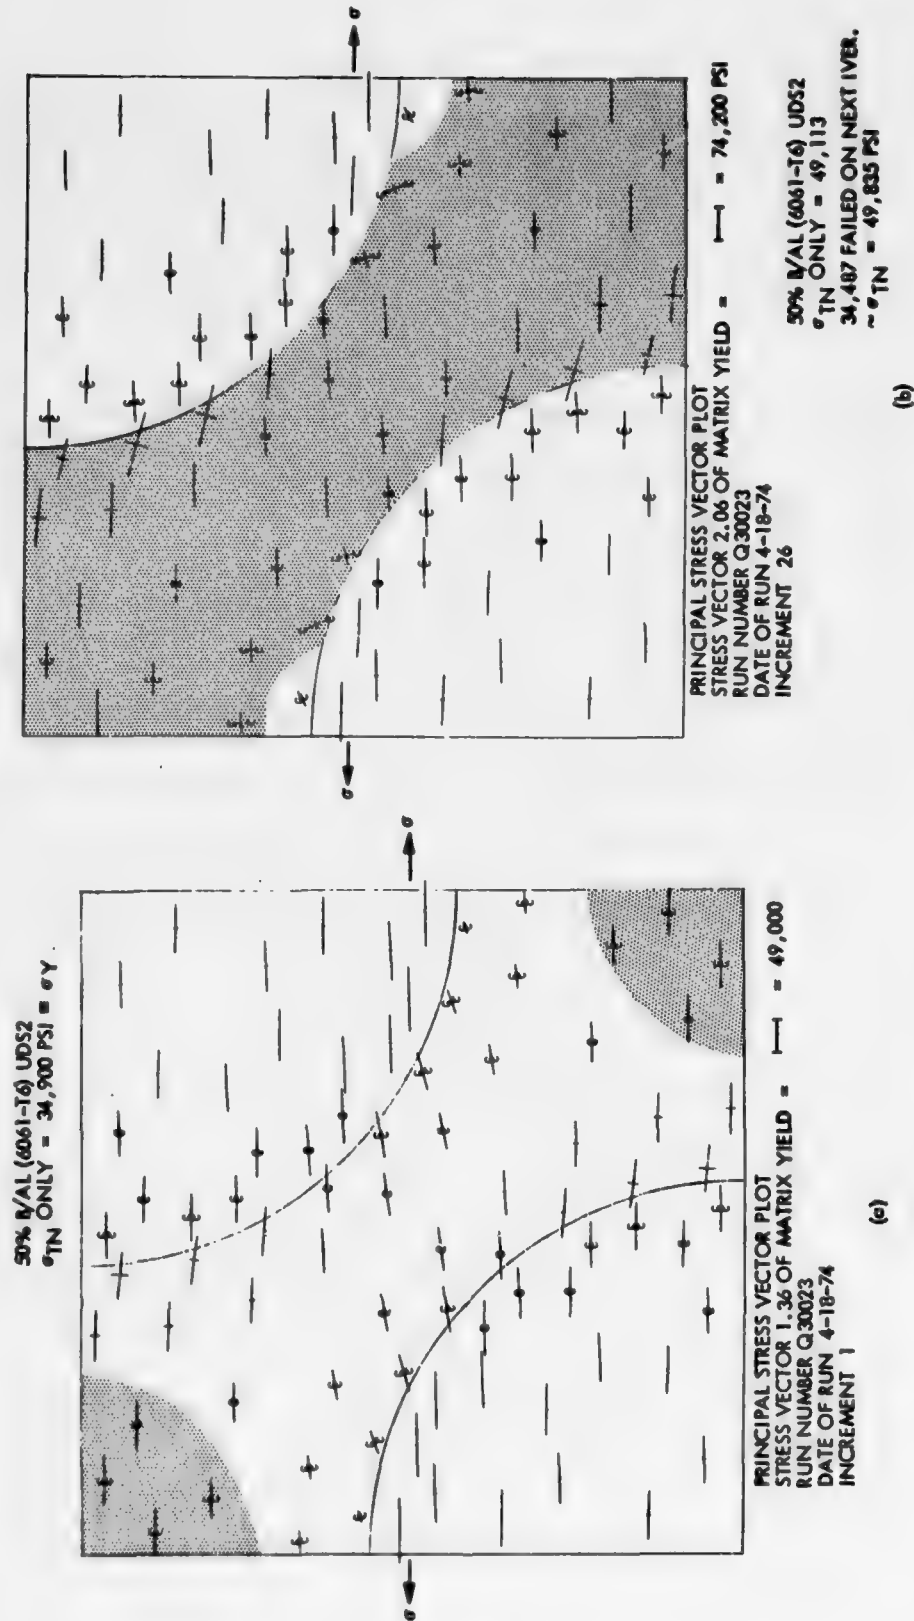 50% B/AL (6061-T6) UDS2
σTN ONLY = 34,900 PSI = σY
σ
σ
PRINCIPAL STRESS VECTOR PLOT
STRESS VECTOR 1.36 OF MATRIX YIELD = = 49,000
RUN NUMBER Q30023
DATE OF RUN 4-18-74
INCREMENT 1
(a)
σ
σ
PRINCIPAL STRESS VECTOR PLOT
STRESS VECTOR 2.06 OF MATRIX YIELD = = 74,200 PSI
RUN NUMBER Q30023
DATE OF RUN 4-18-74
INCREMENT 26
50% B/AL (6061-T6) UDS2
σTN ONLY = 49,113
34,487 FAILED ON NEXT IVER.
~ σTN = 49,835 PSI
(b)